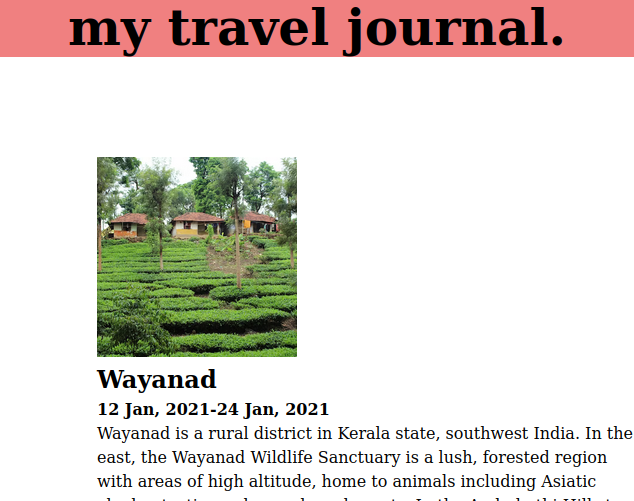 my travel journal.
Wayanad
12 Jan, 2021-24 Jan, 2021
Wayanad is a rural district in Kerala state, southwest India. In the
east, the Wayanad Wildlife Sanctuary is a lush, forested region
with areas of high altitude, home to animals including Asiatic